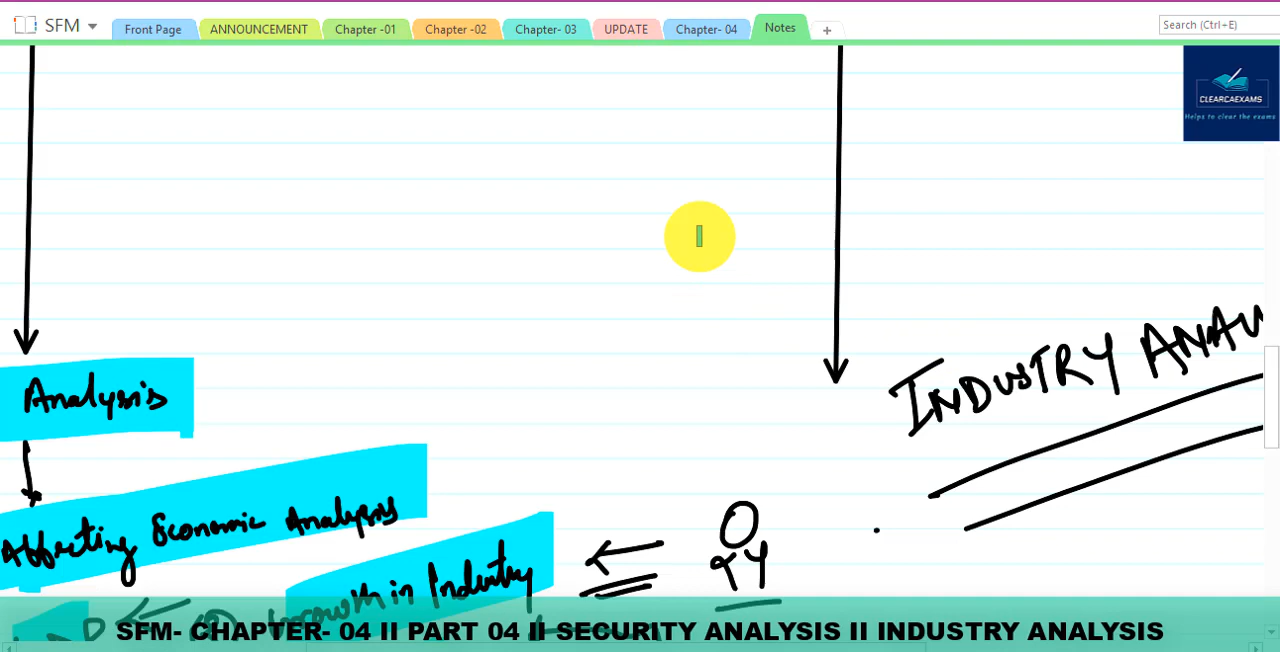 SFM
Front Page
ANNOUNCEMENT
Chapter -01
Chapter -02
Chapter- 03
UPDATE
Chapter- 04
Notes
+
Search (Ctrl+E)
CLEARCAEXAMS
Helps to clear the exams
INDUSTRY
Analysis
Affecting Economic Analysis
Growth in Industry
SFM- CHAPTER- 04 II PART 04 II SECURITY ANALYSIS II INDUSTRY ANALYSIS